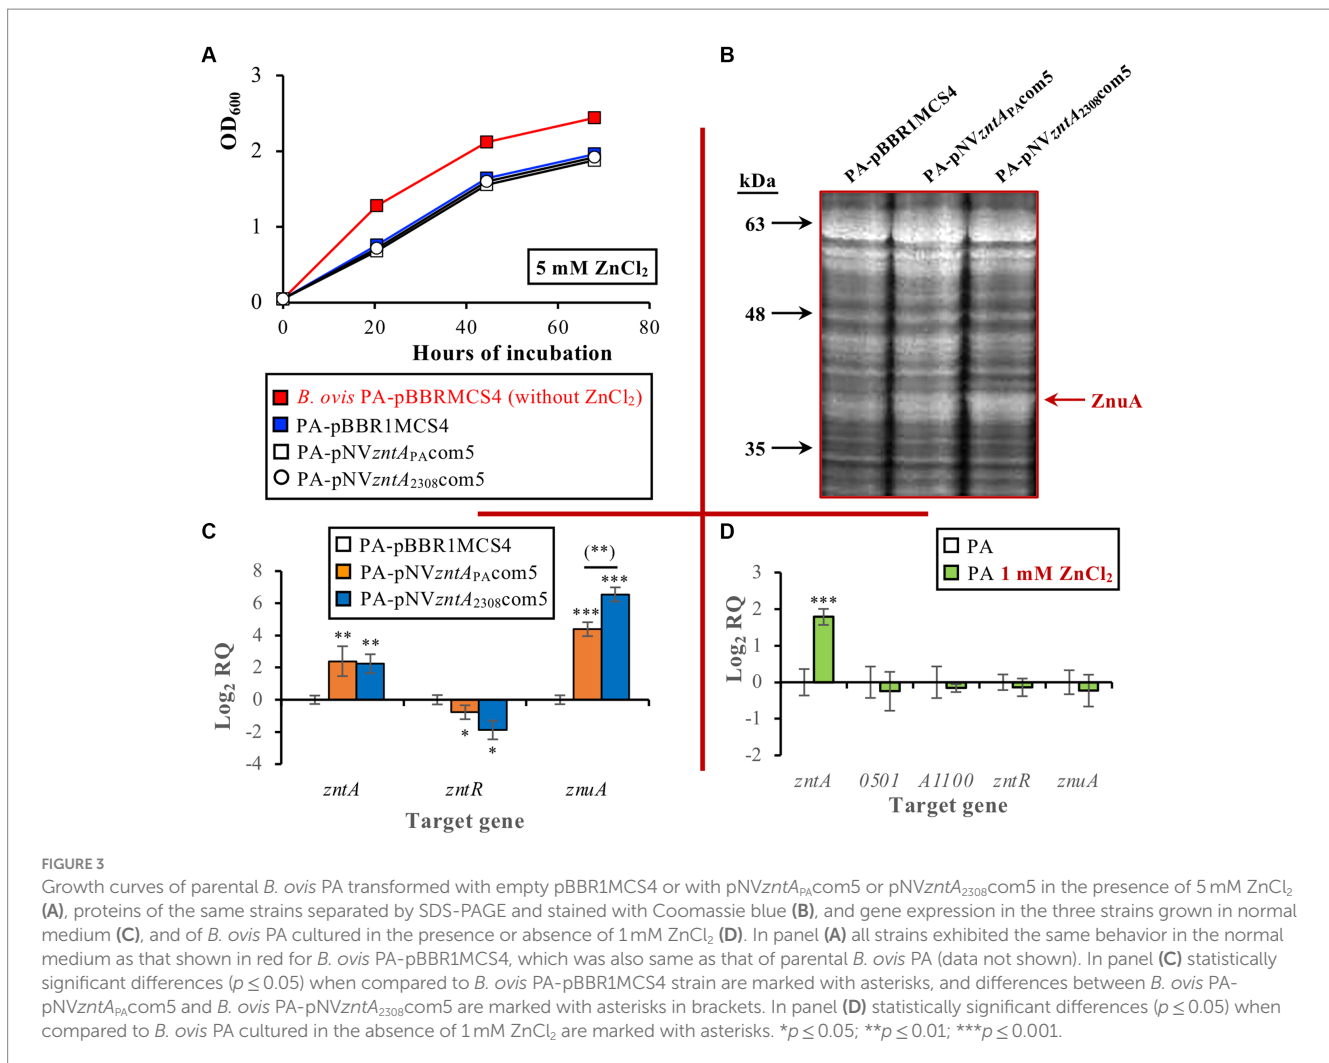 A
3
2
1
0
OD600
0 20 40 60 80
Hours of incubation
5 mM ZnCl2
B. ovis PA-pBBRMCS4 (without ZnCl2)
PA-pBBR1MCS4
PA-pNVzntAPAcom5
PA-pNVzntA2308com5
B
PA-pBBR1MCS4
PA-pNVzntAPAcom5
PA-pNVzntA2308com5
kDa
63
48
35
ZnuA
C
PA-pBBR1MCS4
PA-pNVzntAPAcom5
PA-pNVzntA2308com5
8
6
4
2
0
-2
-4
Log2 RQ
** ** * * *** *** (**)
zntA zntR znuA
Target gene
D
PA
PA 1 mM ZnCl2
3
2
1
0
-1
-2
Log2 RQ
***
zntA 0501 A1100 zntR znuA
Target gene
FIGURE 3
Growth curves of parental B. ovis PA transformed with empty pBBR1MCS4 or with pNVzntAPAcom5 or pNVzntA2308com5 in the presence of 5 mM ZnCl2
(A), proteins of the same strains separated by SDS-PAGE and stained with Coomassie blue (B), and gene expression in the three strains grown in normal
medium (C), and of B. ovis PA cultured in the presence or absence of 1 mM ZnCl2 (D). In panel (A) all strains exhibited the same behavior in the normal
medium as that shown in red for B. ovis PA-pBBR1MCS4, which was also same as that of parental B. ovis PA (data not shown). In panel (C) statistically
significant differences (p ≤ 0.05) when compared to B. ovis PA-pBBR1MCS4 strain are marked with asterisks, and differences between B. ovis PA-
pNVzntAPAcom5 and B. ovis PA-pNVzntA2308com5 are marked with asterisks in brackets. In panel (D) statistically significant differences (p ≤ 0.05) when
compared to B. ovis PA cultured in the absence of 1 mM ZnCl2 are marked with asterisks. *p ≤ 0.05; **p ≤ 0.01; ***p ≤ 0.001.